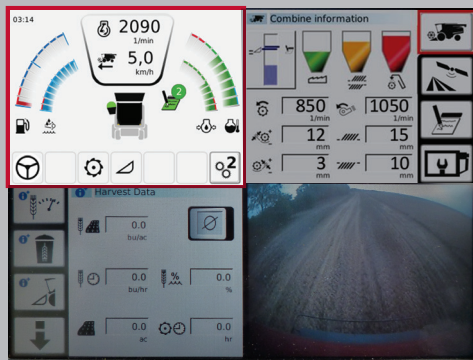 03:14
2090
1/min
5,0
km/h
2
2
Combine information
850
1/min
1050
1/min
12
mm
15
mm
3
mm
10
mm
Harvest Data
0.0
bu/ac
0.0
bu/hr
%
0.0
%
0.0
ac
0.0
hr